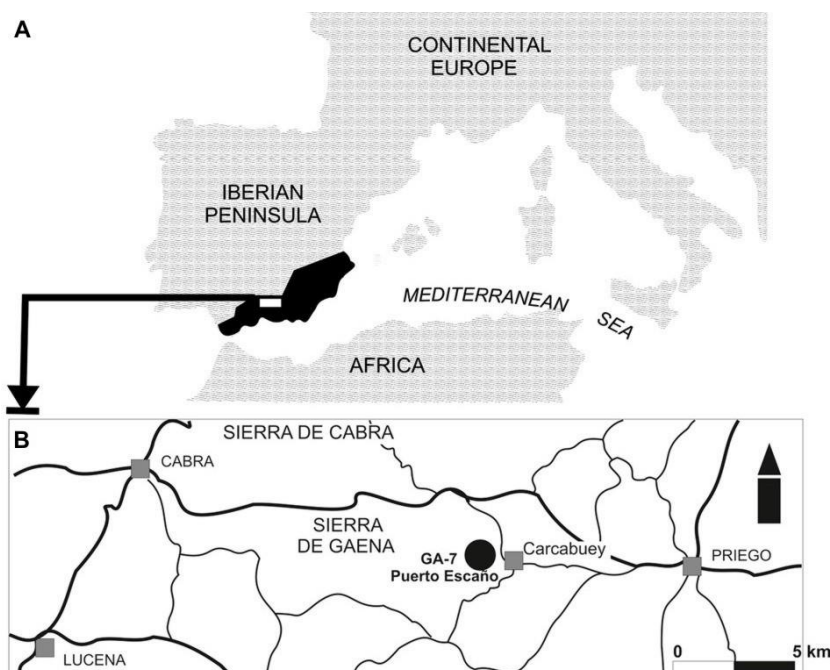 A
CONTINENTAL
EUROPE
IBERIAN
PENINSULA
MEDITERRANEAN
SEA
AFRICA
B
SIERRA DE CABRA
CABRA
SIERRA
DE GAENA
GA-7
Puerto Escaño
Carcabuey
PRIEGO
LUCENA
0 5 km